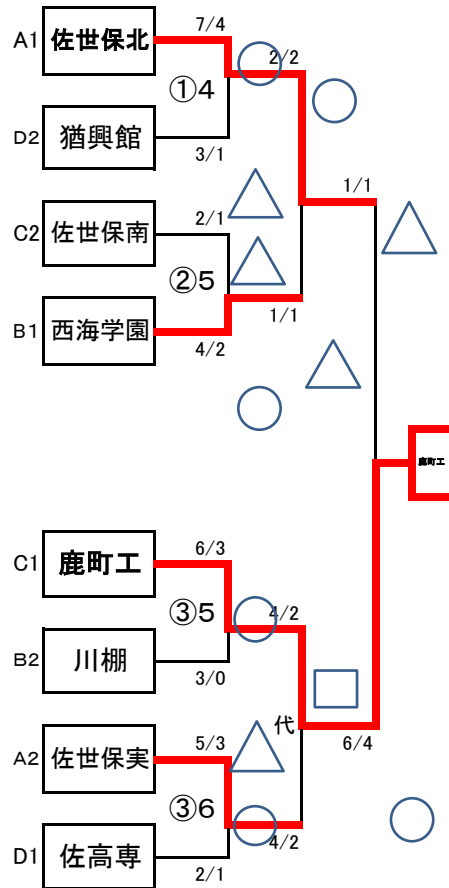 A1 佐世保北 7/4
①4 2/2
D2 猶興館 3/1
1/1
C2 佐世保南 2/1
②5
B1 西海学園 4/2 1/1
鹿町工
C1 鹿町工 6/3
③5 4/2
B2 川棚 3/0
代 6/4
A2 佐世保実 5/3
③6 4/2
D1 佐高専 2/1